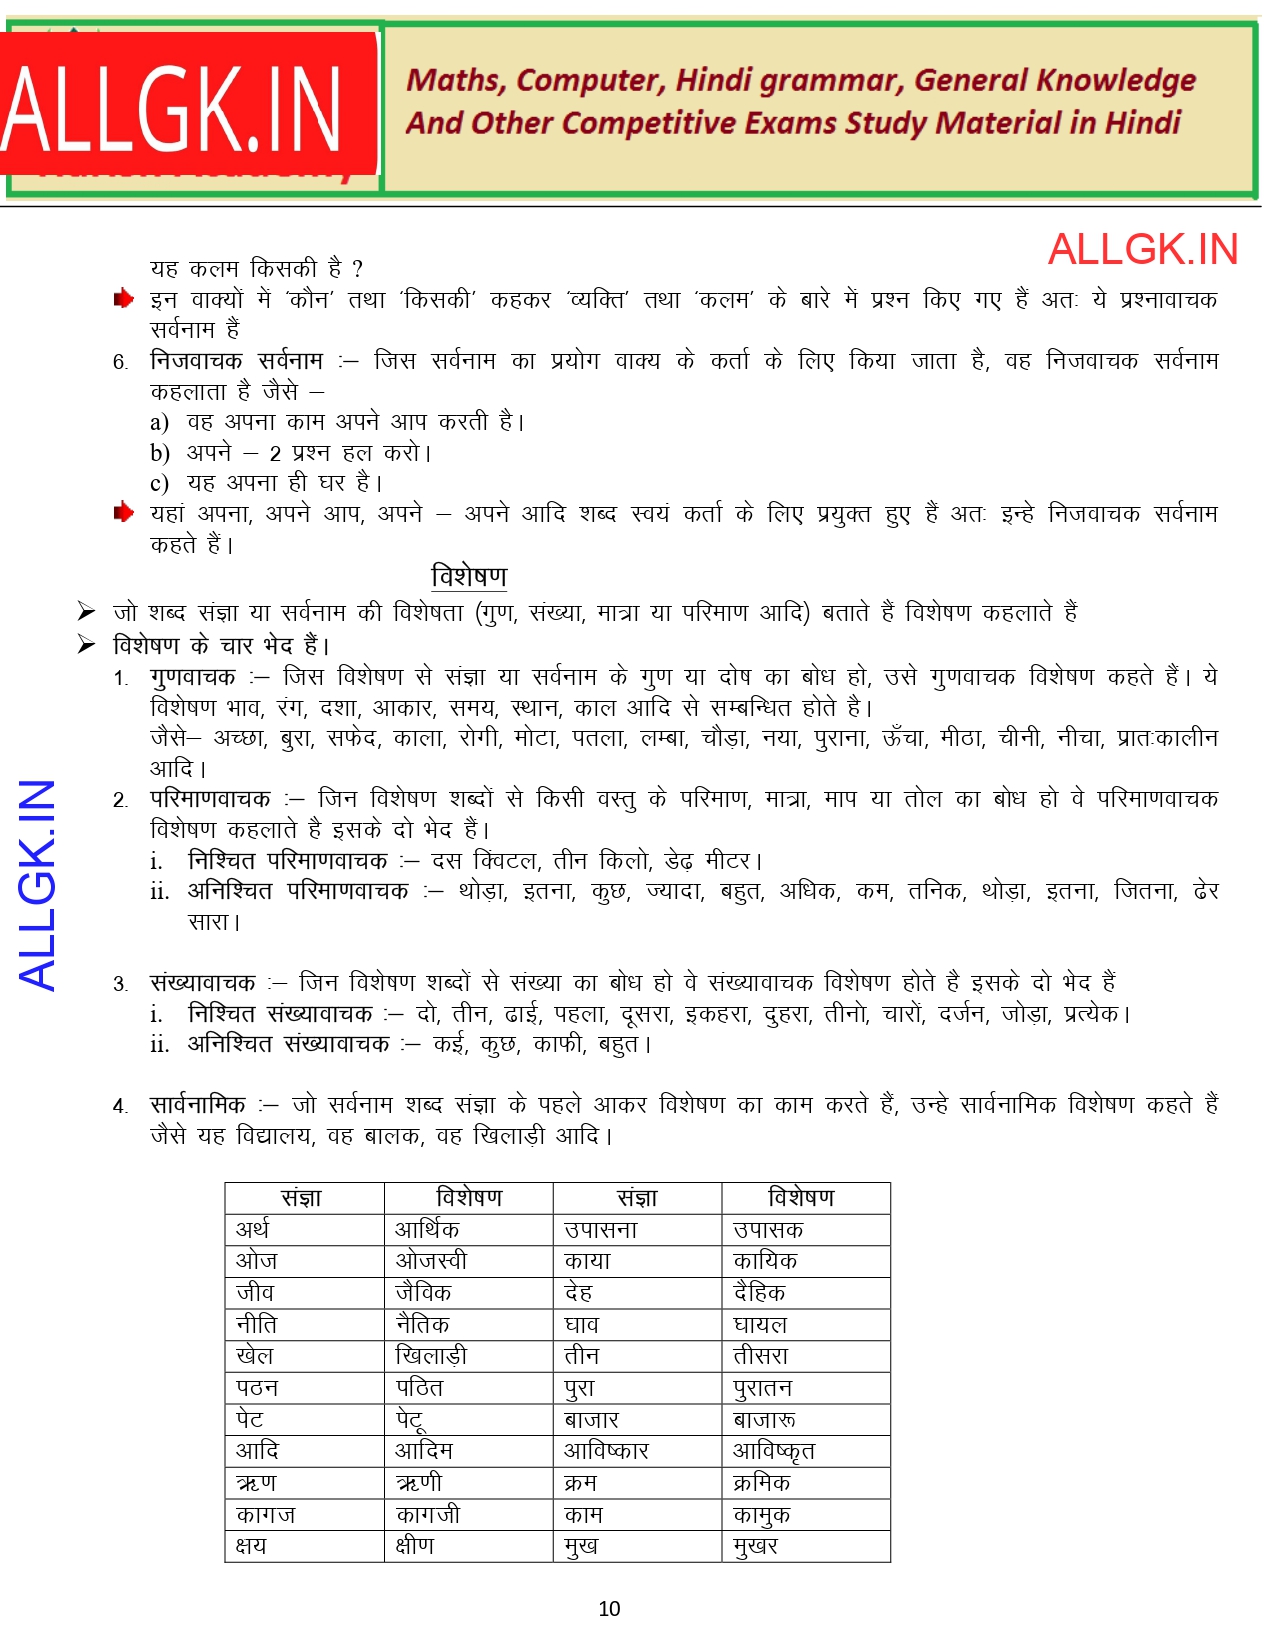 ALLGK.IN
Maths, Computer, Hindi grammar, General Knowledge
And Other Competitive Exams Study Material in Hindi
ALLGK.IN
यह कलम किसकी है ?
इन वाक्यों में ‘कौन’ तथा ‘किसकी’ कहकर ‘व्यक्ति’ तथा ‘कलम’ के बारे में प्रश्न किए गए हैं अतः ये प्रश्नावाचक
सर्वनाम हैं
6. निजवाचक सर्वनाम :– जिस सर्वनाम का प्रयोग वाक्य के कर्ता के लिए किया जाता है, वह निजवाचक सर्वनाम
कहलाता है जैसे –
a) वह अपना काम अपने आप करती है।
b) अपने – 2 प्रश्न हल करो।
c) यह अपना ही घर है।
यहां अपना, अपने आप, अपने – अपने आदि शब्द स्वयं कर्ता के लिए प्रयुक्त हुए हैं अतः इन्हे निजवाचक सर्वनाम
कहते हैं।
विशेषण
➢ जो शब्द संज्ञा या सर्वनाम की विशेषता (गुण, संख्या, मात्रा या परिमाण आदि) बताते हैं विशेषण कहलाते हैं
➢ विशेषण के चार भेद हैं।
1. गुणवाचक :– जिस विशेषण से संज्ञा या सर्वनाम के गुण या दोष का बोध हो, उसे गुणवाचक विशेषण कहते हैं। ये
विशेषण भाव, रंग, दशा, आकार, समय, स्थान, काल आदि से सम्बन्धित होते है।
जैसे– अच्छा, बुरा, सफेद, काला, रोगी, मोटा, पतला, लम्बा, चौड़ा, नया, पुराना, ऊँचा, मीठा, चीनी, नीचा, प्रातःकालीन
आदि।
2. परिमाणवाचक :– जिन विशेषण शब्दों से किसी वस्तु के परिमाण, मात्रा, माप या तोल का बोध हो वे परिमाणवाचक
विशेषण कहलाते है इसके दो भेद हैं।
i. निश्चित परिमाणवाचक :– दस क्विंटल, तीन किलो, डेढ़ मीटर।
ii. अनिश्चित परिमाणवाचक :– थोड़ा, इतना, कुछ, ज्यादा, बहुत, अधिक, कम, तनिक, थोड़ा, इतना, जितना, ढेर
सारा।
ALLGK.IN
3. संख्यावाचक :– जिन विशेषण शब्दों से संख्या का बोध हो वे संख्यावाचक विशेषण होते है इसके दो भेद हैं
i. निश्चित संख्यावाचक :– दो, तीन, ढाई, पहला, दूसरा, इकहरा, दुहरा, तीनो, चारों, दर्जन, जोड़ा, प्रत्येक।
ii. अनिश्चित संख्यावाचक :– कई, कुछ, काफी, बहुत।
4. सार्वनामिक :– जो सर्वनाम शब्द संज्ञा के पहले आकर विशेषण का काम करते हैं, उन्हे सार्वनामिक विशेषण कहते हैं
जैसे यह विद्यालय, वह बालक, वह खिलाड़ी आदि।
संज्ञा विशेषण संज्ञा विशेषण
अर्थ आर्थिक उपासना उपासक
ओज ओजस्वी काया कायिक
जीव जैविक देह दैहिक
नीति नैतिक घाव घायल
खेल खिलाड़ी तीन तीसरा
पठन पठित पुरा पुरातन
पेट पेटू बाजार बाजारू
आदि आदिम आविष्कार आविष्कृत
ऋण ऋणी क्रम क्रमिक
कागज कागजी काम कामुक
क्षय क्षीण मुख मुखर
10